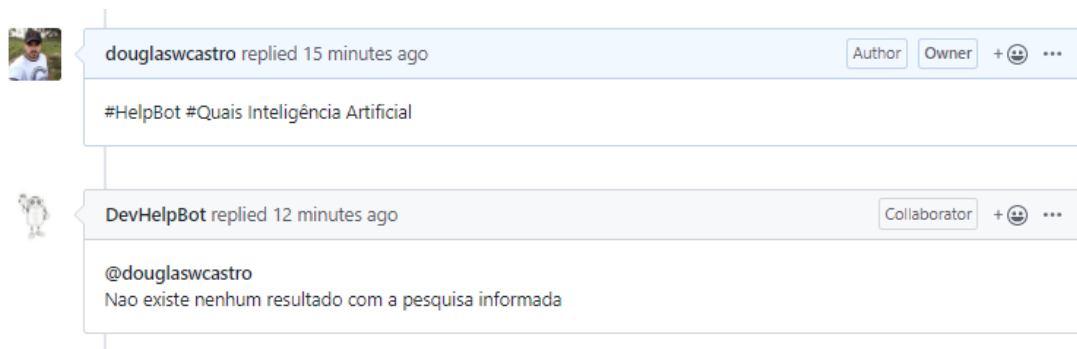 douglaswcastro replied 15 minutes ago Author Owner
#HelpBot #Quais Inteligência Artificial
DevHelpBot replied 12 minutes ago Collaborator
@douglaswcastro
Nao existe nenhum resultado com a pesquisa informada